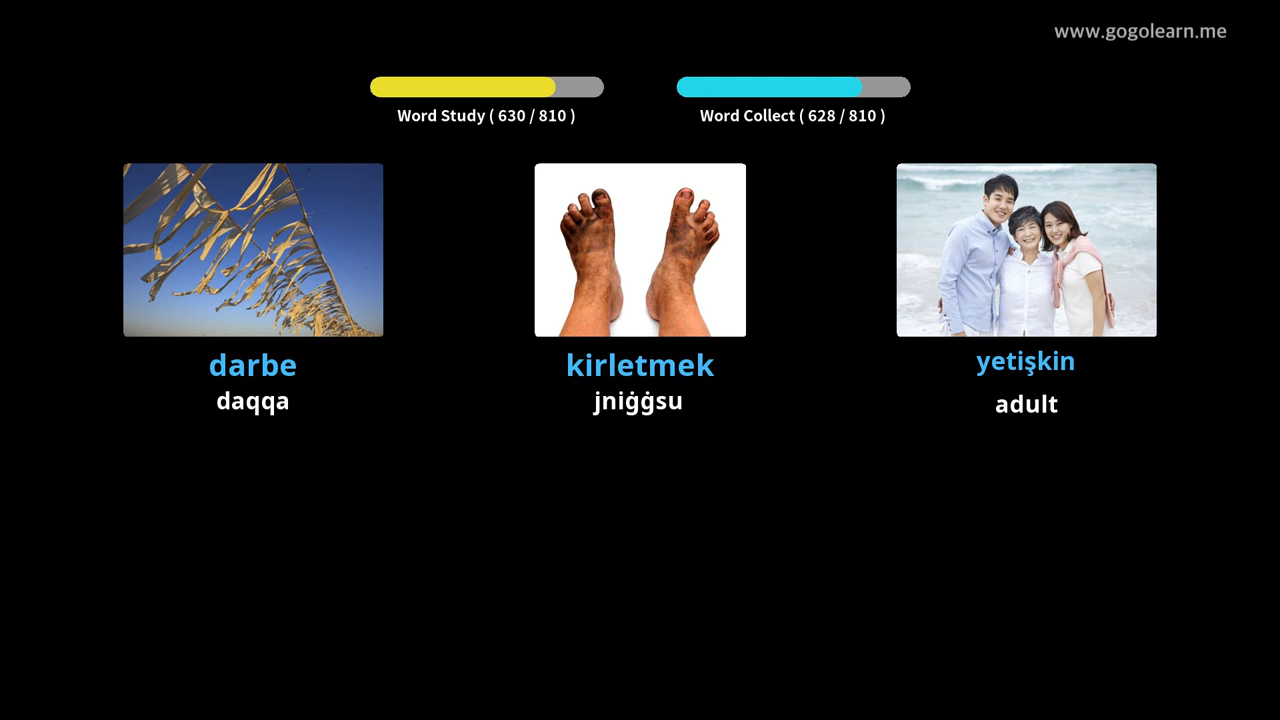 www.gogolearn.me
Word Study ( 630 / 810 )
Word Collect ( 628 / 810 )
darbe
daqqa
kirletmek
jniġġsu
yetişkin
adult